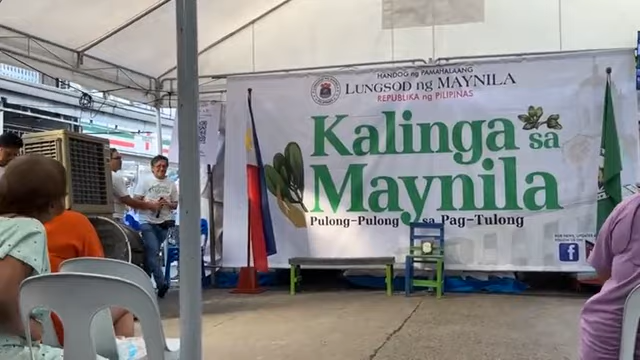 HANDOG ng PAMAHALAANG
LUNGSOD ng MAYNILA
REPUBLIKA ng PILIPINAS
Kalinga sa
Maynila
Pulong-Pulong sa Pag-Tulong